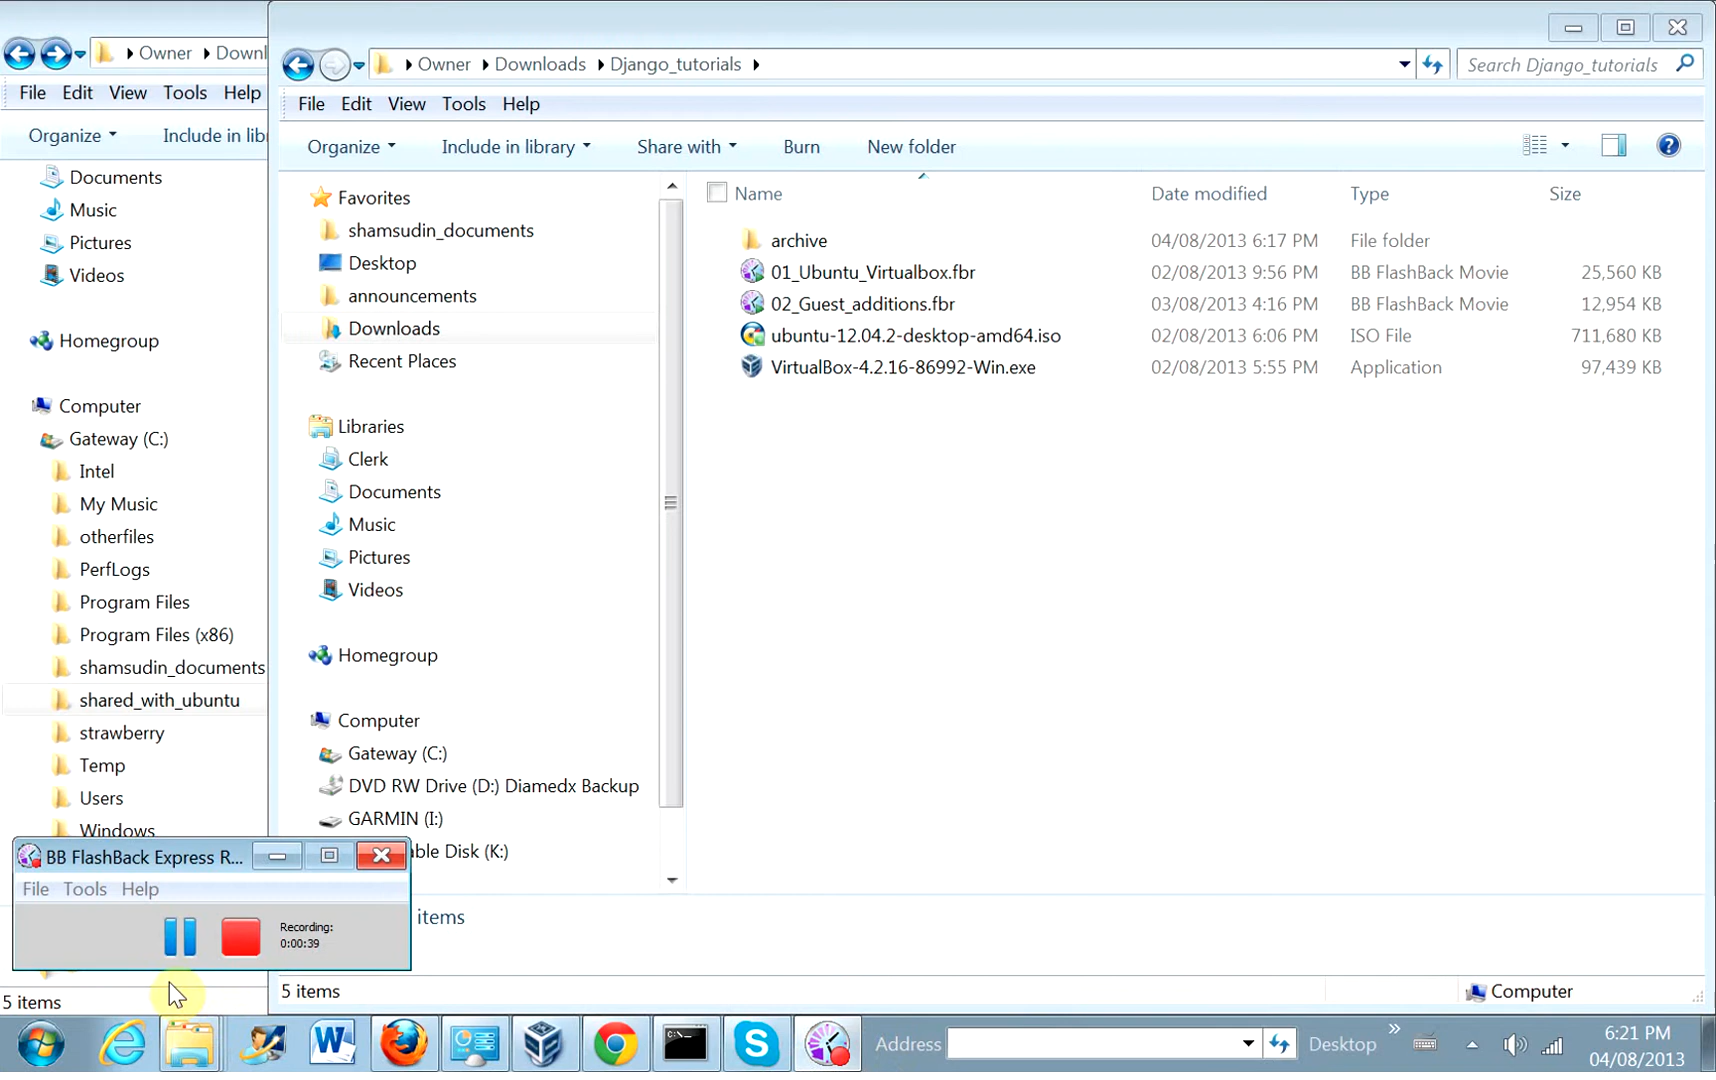 Owner Downl
File Edit View Tools Help
Organize Include in lib
Documents
Music
Pictures
Videos
Homegroup
Computer
Gateway (C:)
Intel
My Music
otherfiles
PerfLogs
Program Files
Program Files (x86)
shamsudin_documents
shared_with_ubuntu
strawberry
Temp
Users
Windows
5 items
Owner Downloads Django_tutorials
Search Django_tutorials
File Edit View Tools Help
Organize Include in library Share with Burn New folder
Favorites
shamsudin_documents
Desktop
announcements
Downloads
Recent Places
Libraries
Clerk
Documents
Music
Pictures
Videos
Homegroup
Computer
Gateway (C:)
DVD RW Drive (D:) Diamedx Backup
GARMIN (I:)
able Disk (K:)
Name Date modified Type Size
archive 04/08/2013 6:17 PM File folder
01_Ubuntu_Virtualbox.fbr 02/08/2013 9:56 PM BB FlashBack Movie 25,560 KB
02_Guest_additions.fbr 03/08/2013 4:16 PM BB FlashBack Movie 12,954 KB
ubuntu-12.04.2-desktop-amd64.iso 02/08/2013 6:06 PM ISO File 711,680 KB
VirtualBox-4.2.16-86992-Win.exe 02/08/2013 5:55 PM Application 97,439 KB
items
5 items Computer
BB FlashBack Express R...
File Tools Help
Recording:
0:00:39
Address Desktop
6:21 PM
04/08/2013